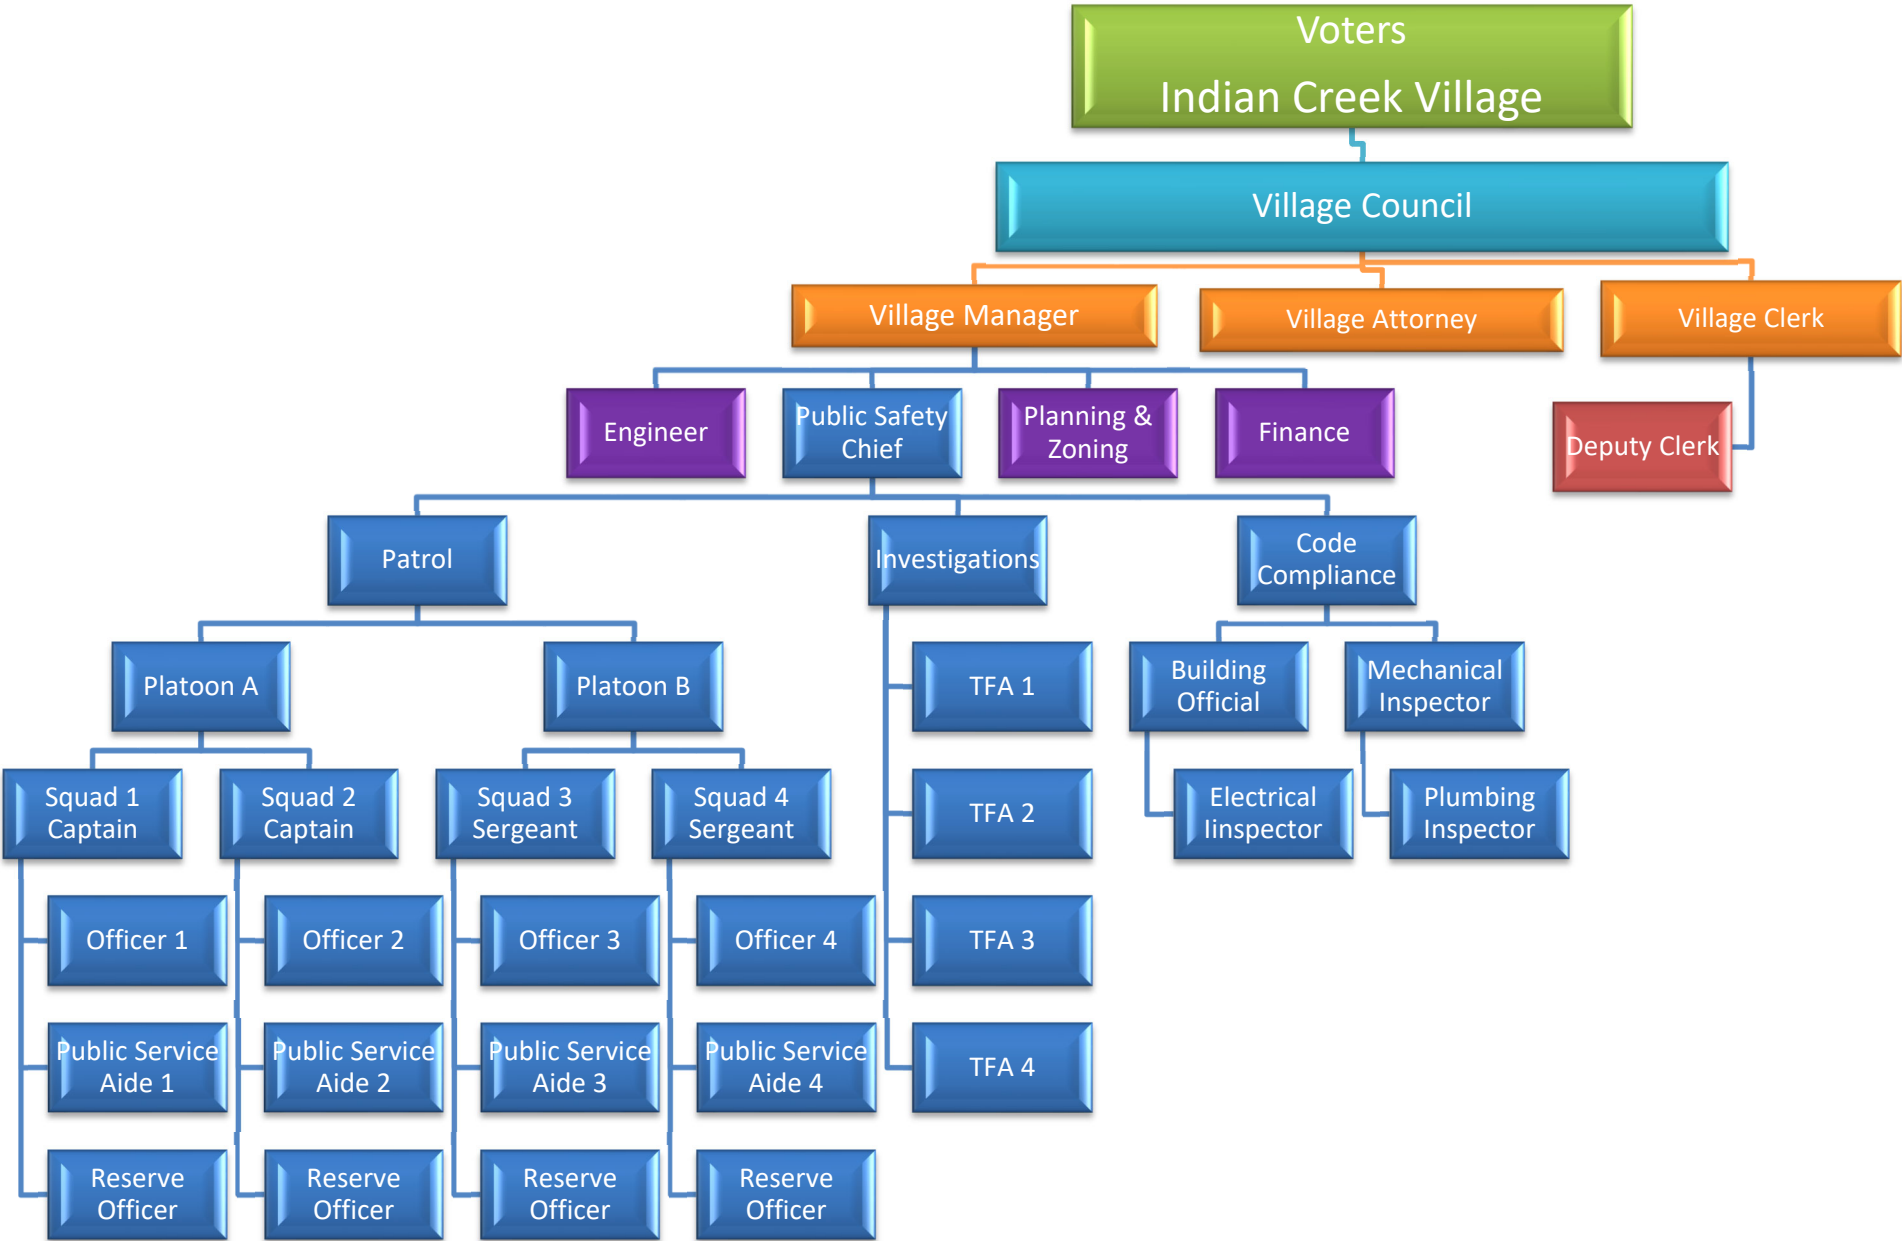 Voters
Indian Creek Village
Village Council
Village Manager
Village Attorney
Village Clerk
Engineer
Public Safety
Chief
Planning &
Zoning
Finance
Deputy Clerk
Patrol
Investigations
Code
Compliance
Platoon A
Platoon B
TFA 1
Building
Official
Mechanical
Inspector
Squad 1
Captain
Squad 2
Captain
Squad 3
Sergeant
Squad 4
Sergeant
TFA 2
Electrical
Iinspector
Plumbing
Inspector
Officer 1
Officer 2
Officer 3
Officer 4
TFA 3
Public Service
Aide 1
Public Service
Aide 2
Public Service
Aide 3
Public Service
Aide 4
TFA 4
Reserve
Officer
Reserve
Officer
Reserve
Officer
Reserve
Officer